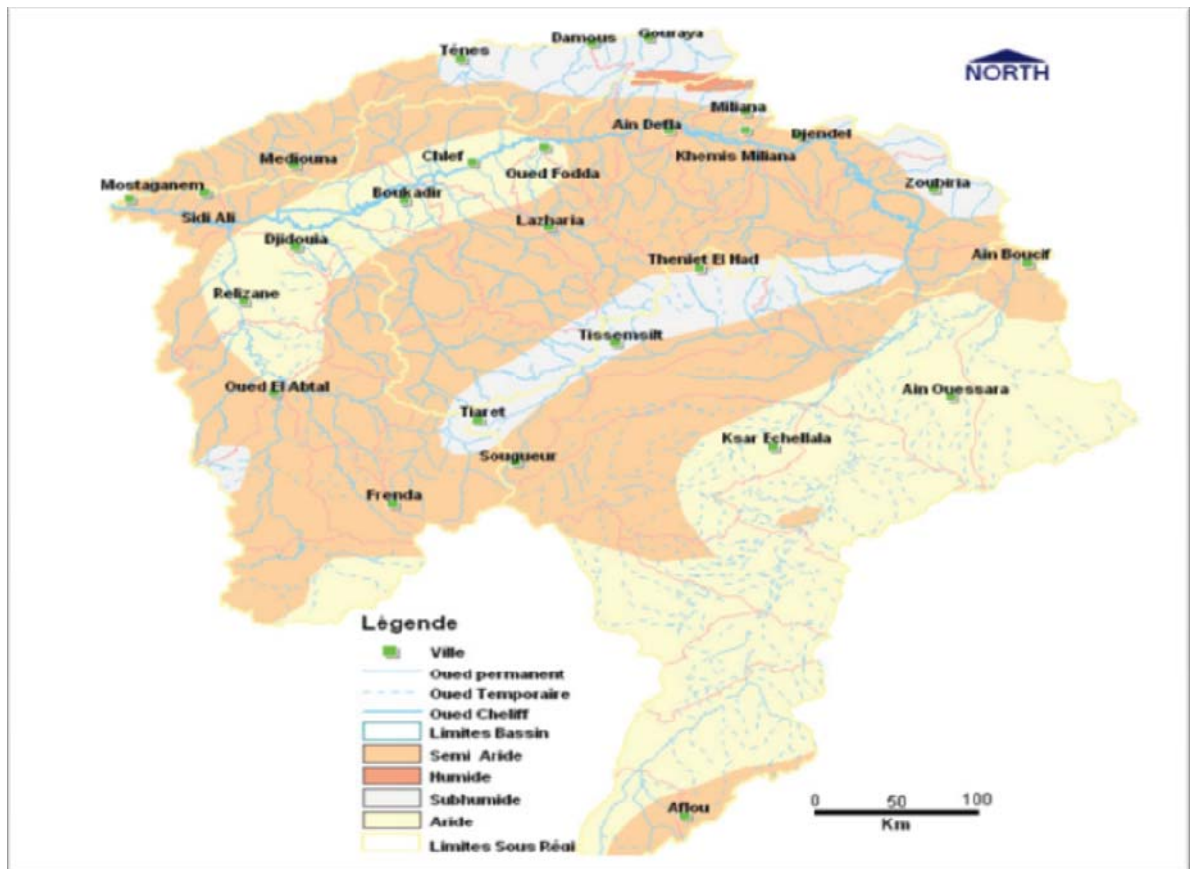 Ténes
Damous
Gouraya
NORTH
Miliana
Ain Defla
Djendel
Khemis Miliana
Mediouna
Chlef
Oued Fodda
Mostaganem
Boukadir
Zoubiria
Sidi Ali
Lazharia
Djidouia
Theniet El Had
Ain Boucif
Relizane
Tissemsilt
Oued El Abtal
Ain Ouessara
Tiaret
Ksar Echellala
Sougueur
Frenda
Légende
Ville
Oued permanent
Oued Temporaire
Oued Cheliff
Limites Bassin
Semi Aride
Humide
Subhumide
Aride
Limites Sous Régi
Aflou
0 50 100
Km